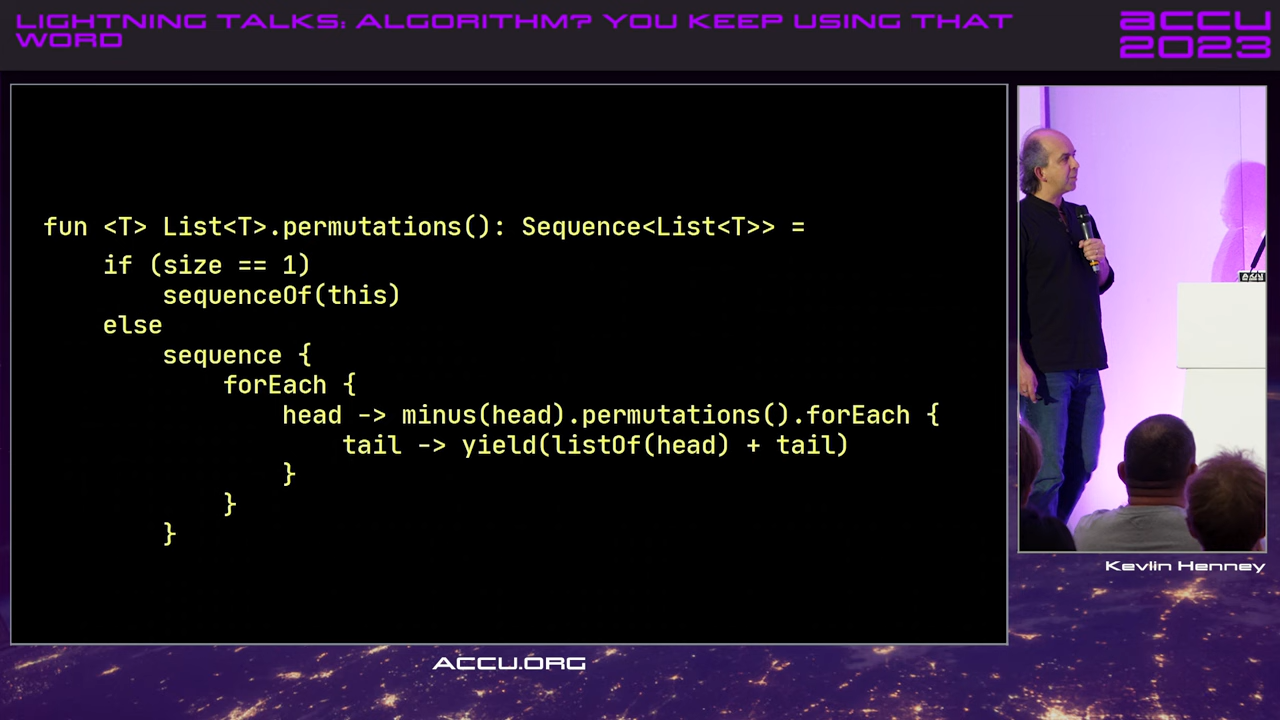 LIGHTNING TALKS: ALGORITHM? YOU KEEP USING THAT
WORD
ACCU
2023
fun <T> List<T>.permutations(): Sequence<List<T>> =
    if (size == 1)
        sequenceOf(this)
    else
        sequence {
            forEach {
                head -> minus(head).permutations().forEach {
                    tail -> yield(listOf(head) + tail)
                }
            }
        }
AKAI
Kevlin Henney
ACCU.ORG